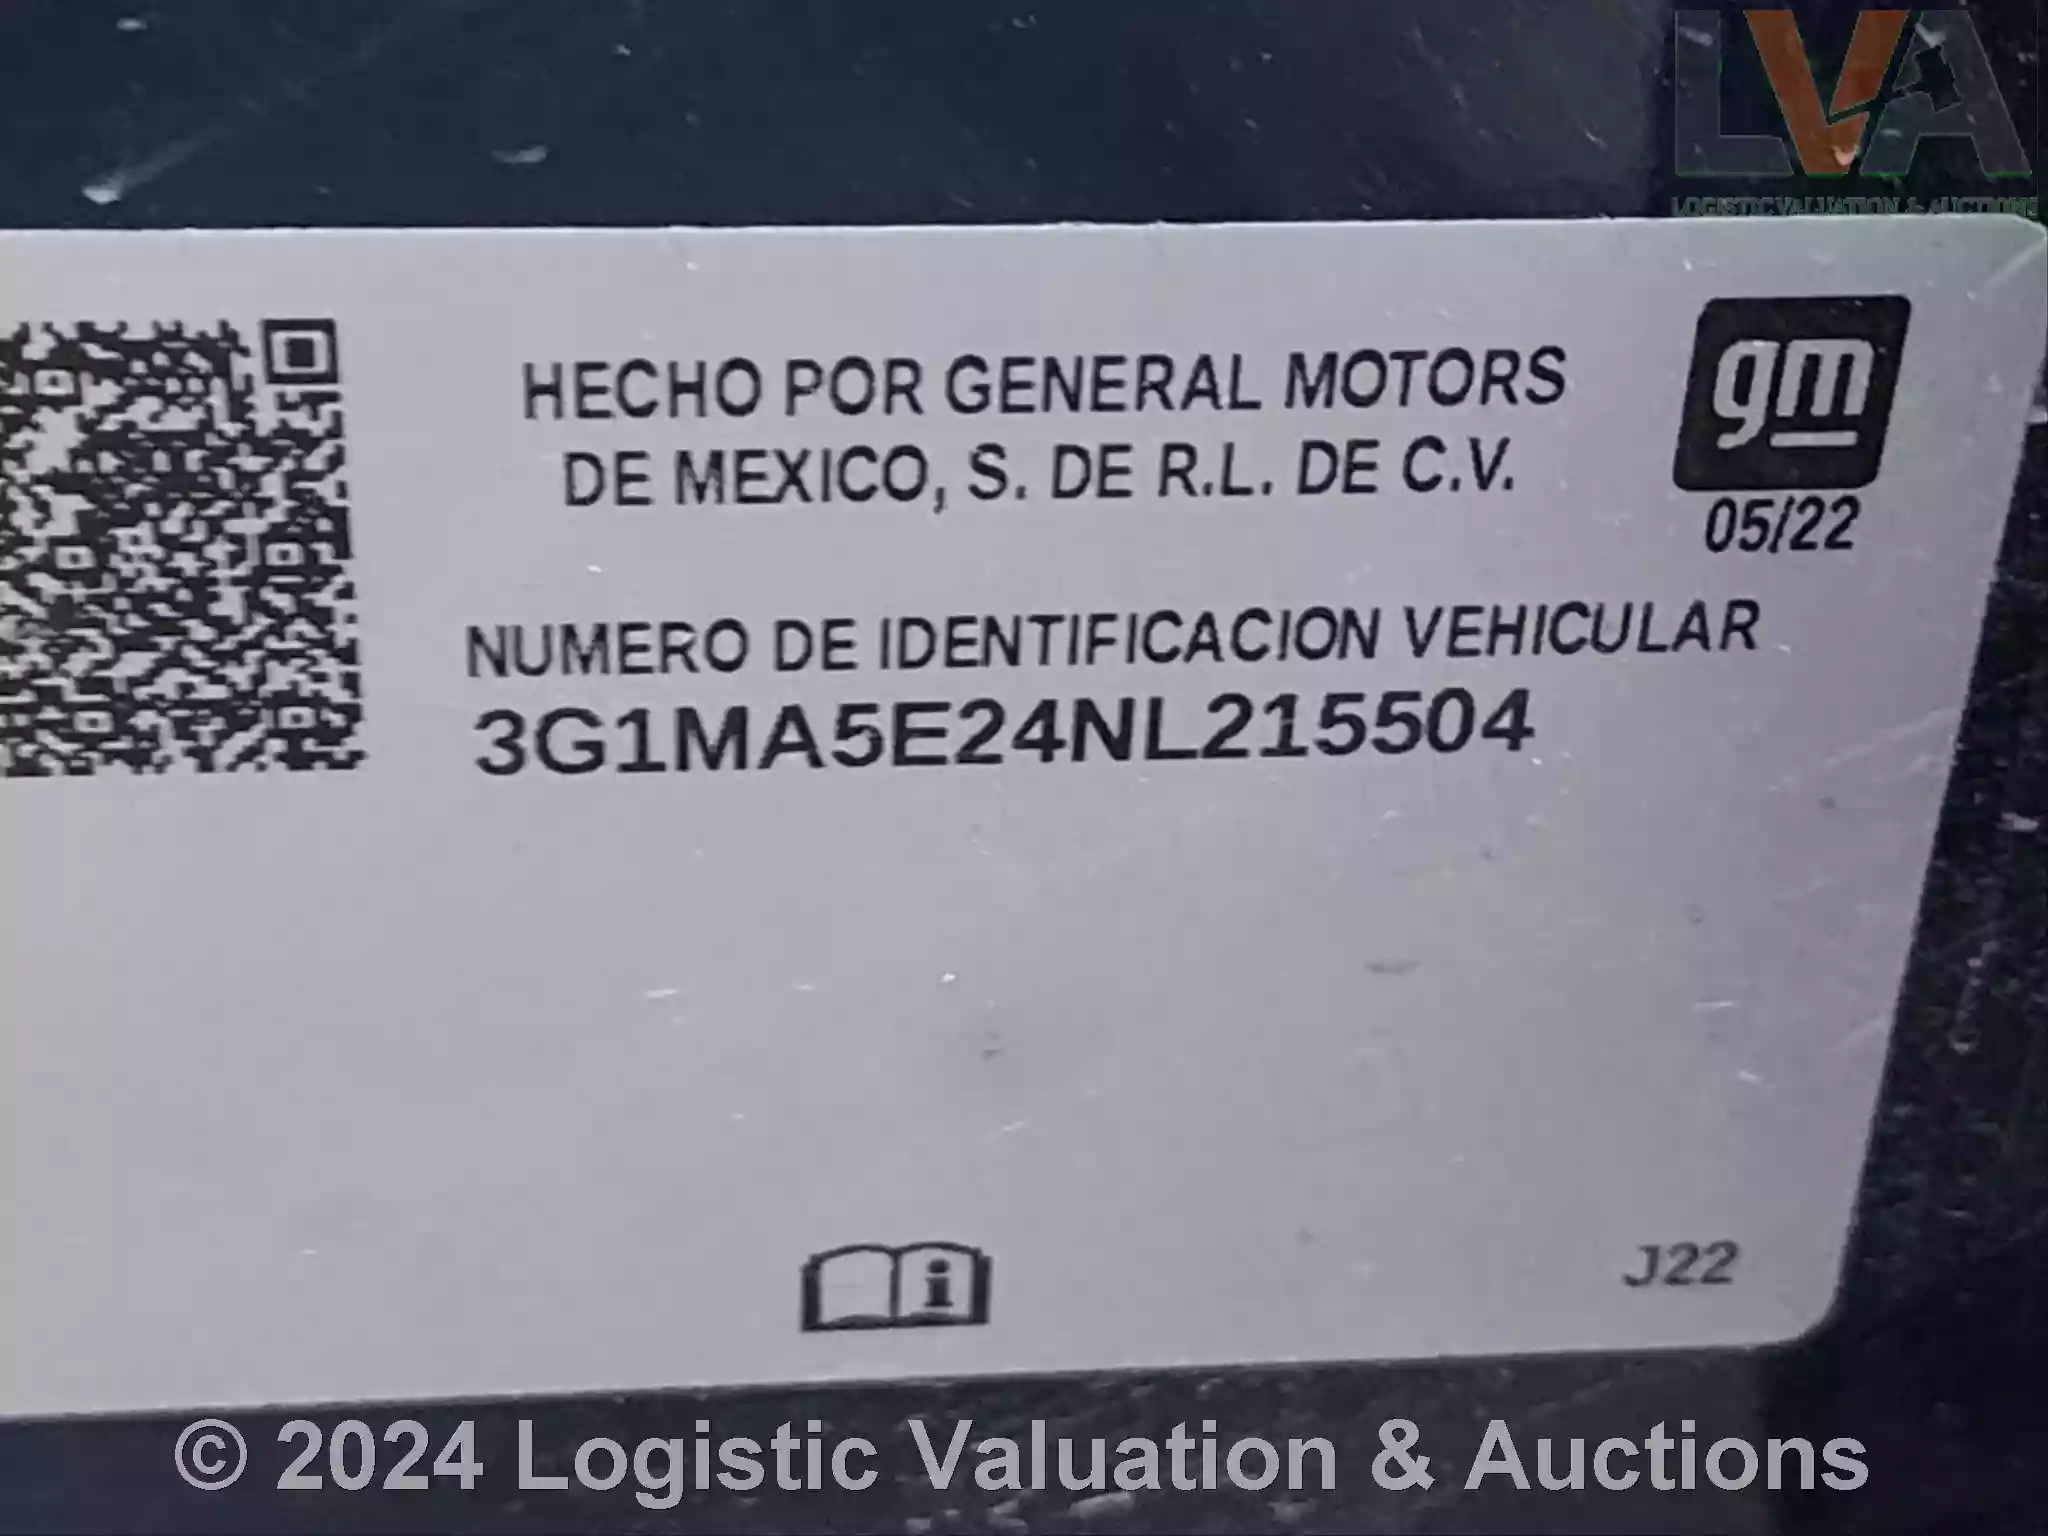 LVA
LOGISTIC VALUATION & AUCTIONS
HECHO POR GENERAL MOTORS
DE MEXICO, S. DE R.L. DE C.V.
gm
05/22
NUMERO DE IDENTIFICACION VEHICULAR
3G1MA5E24NL215504
i
J22
© 2024 Logistic Valuation & Auctions